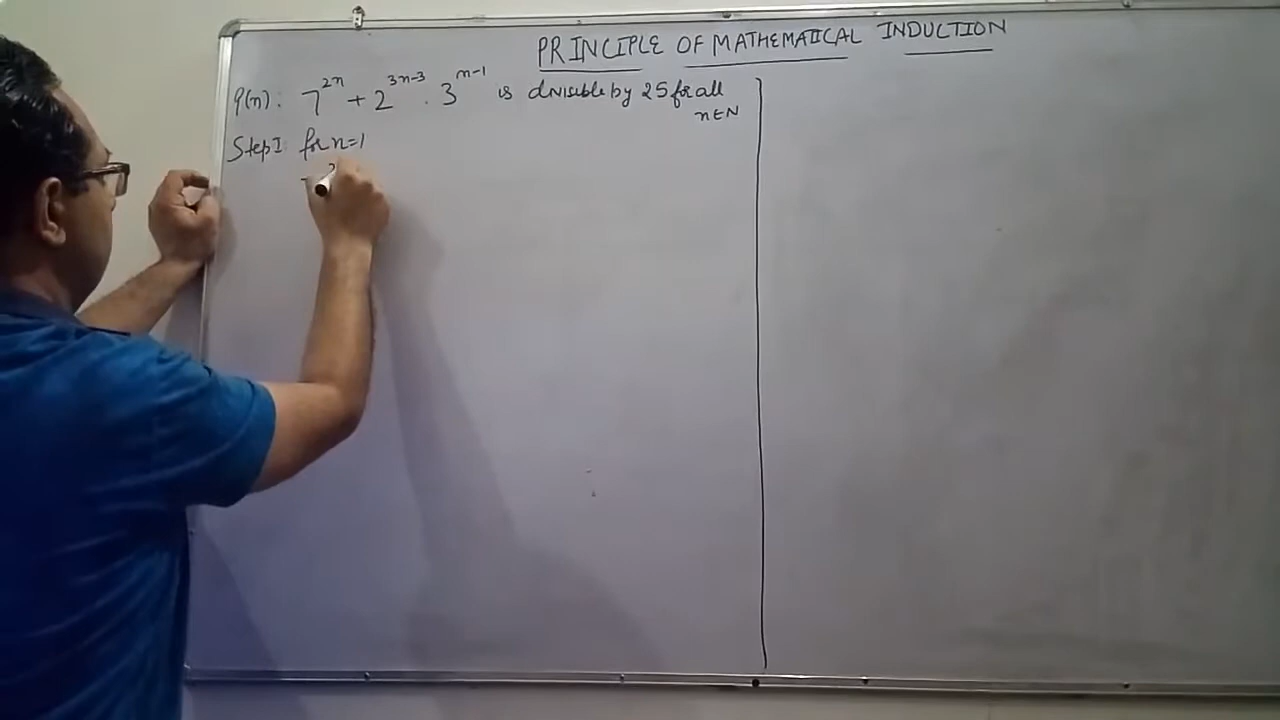 PRINCIPLE OF MATHEMATICAL INDUCTION
P(n): 7^{2n} + 2^{3n-3} . 3^{n-1} is divisible by 25 for all
n∈N
Step I: for n=1